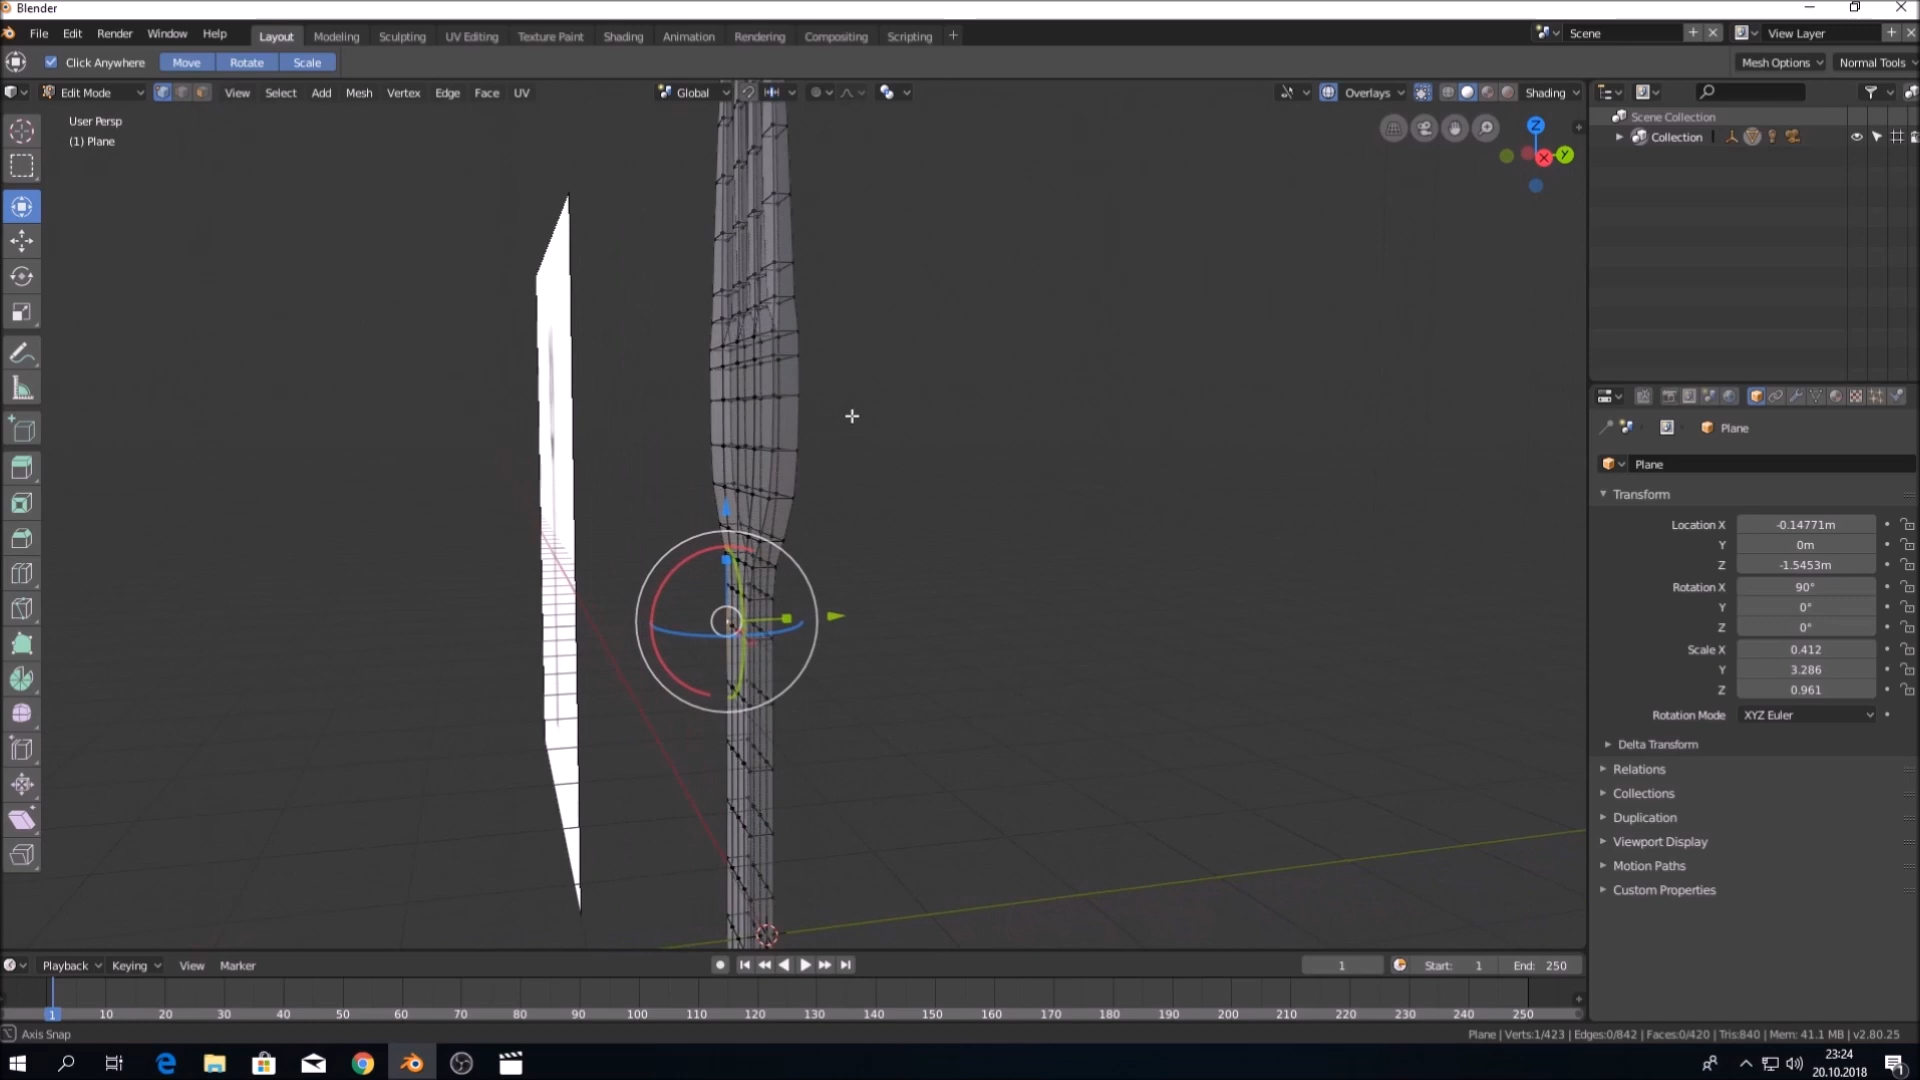 Blender
File Edit Render Window Help Layout Modeling Sculpting UV Editing Texture Paint Shading Animation Rendering Compositing Scripting + Scene View Layer
Click Anywhere Move Rotate Scale Mesh Options Normal Tools
Edit Mode View Select Add Mesh Vertex Edge Face UV Global Overlays Shading
User Persp
(1) Plane
Z
X
Y
Scene Collection
Collection
Plane
Plane
Transform
Location X -0.14771m
Y 0m
Z -1.5453m
Rotation X 90°
Y 0°
Z 0°
Scale X 0.412
Y 3.286
Z 0.961
Rotation Mode XYZ Euler
Delta Transform
Relations
Collections
Duplication
Viewport Display
Motion Paths
Custom Properties
Playback Keying View Marker 1 Start: 1 End: 250
1 10 20 30 40 50 60 70 80 90 100 110 120 130 140 150 160 170 180 190 200 210 220 230 240 250
Axis Snap
Plane | Verts:1/423 | Edges:0/842 | Faces:0/420 | Tris:840 | Mem: 41.1 MB | v2.80.25
23:24
20.10.2018
1